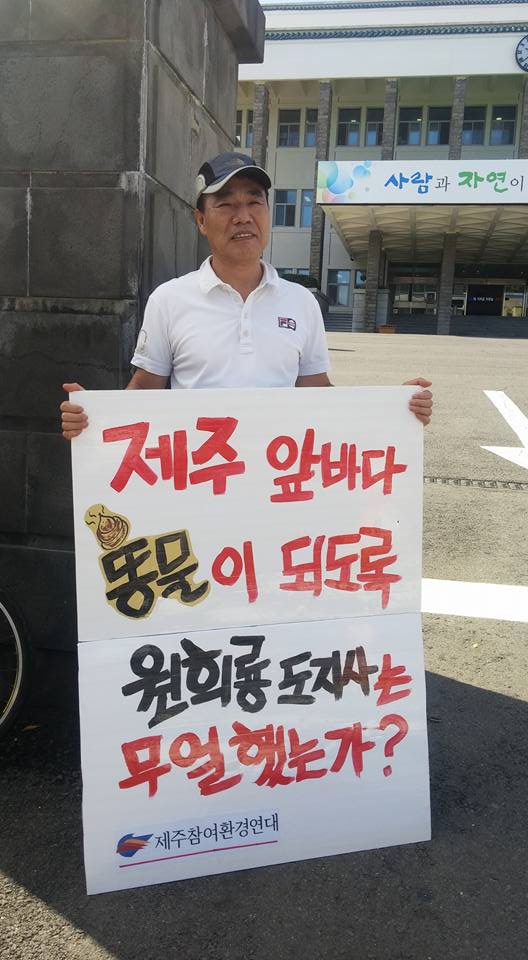 사람과 자연이
제주 앞바다
똥물이 되도록
원희룡 도지사는
무얼 했는가?
제주참여환경연대